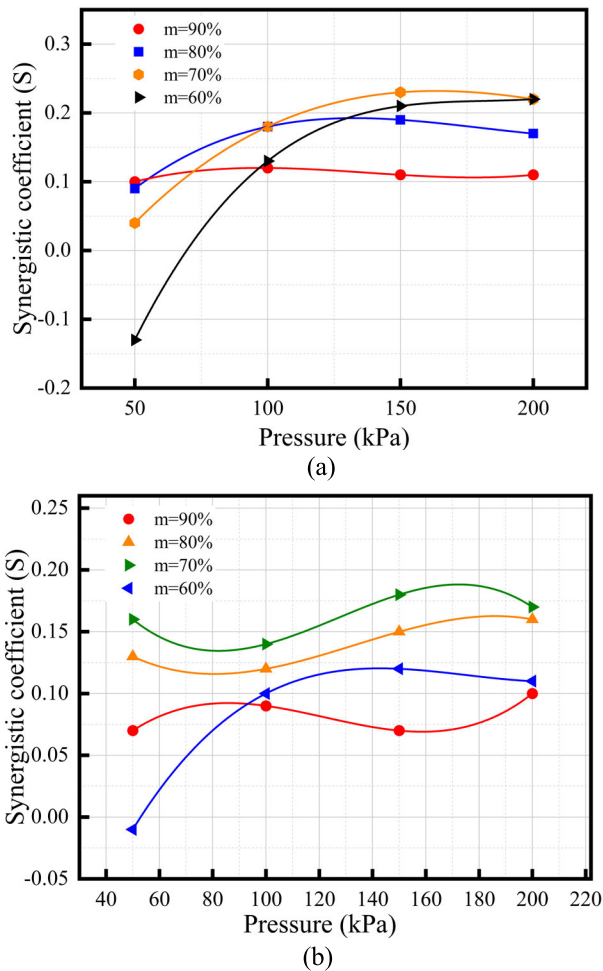 m=90%
m=80%
m=70%
m=60%
Synergistic coefficient (S)
0.3
0.2
0.1
0.0
-0.1
-0.2
50 100 150 200
Pressure (kPa)
(a)
m=90%
m=80%
m=70%
m=60%
Synergistic coefficient (S)
0.25
0.20
0.15
0.10
0.05
0.00
-0.05
40 60 80 100 120 140 160 180 200 220
Pressure (kPa)
(b)